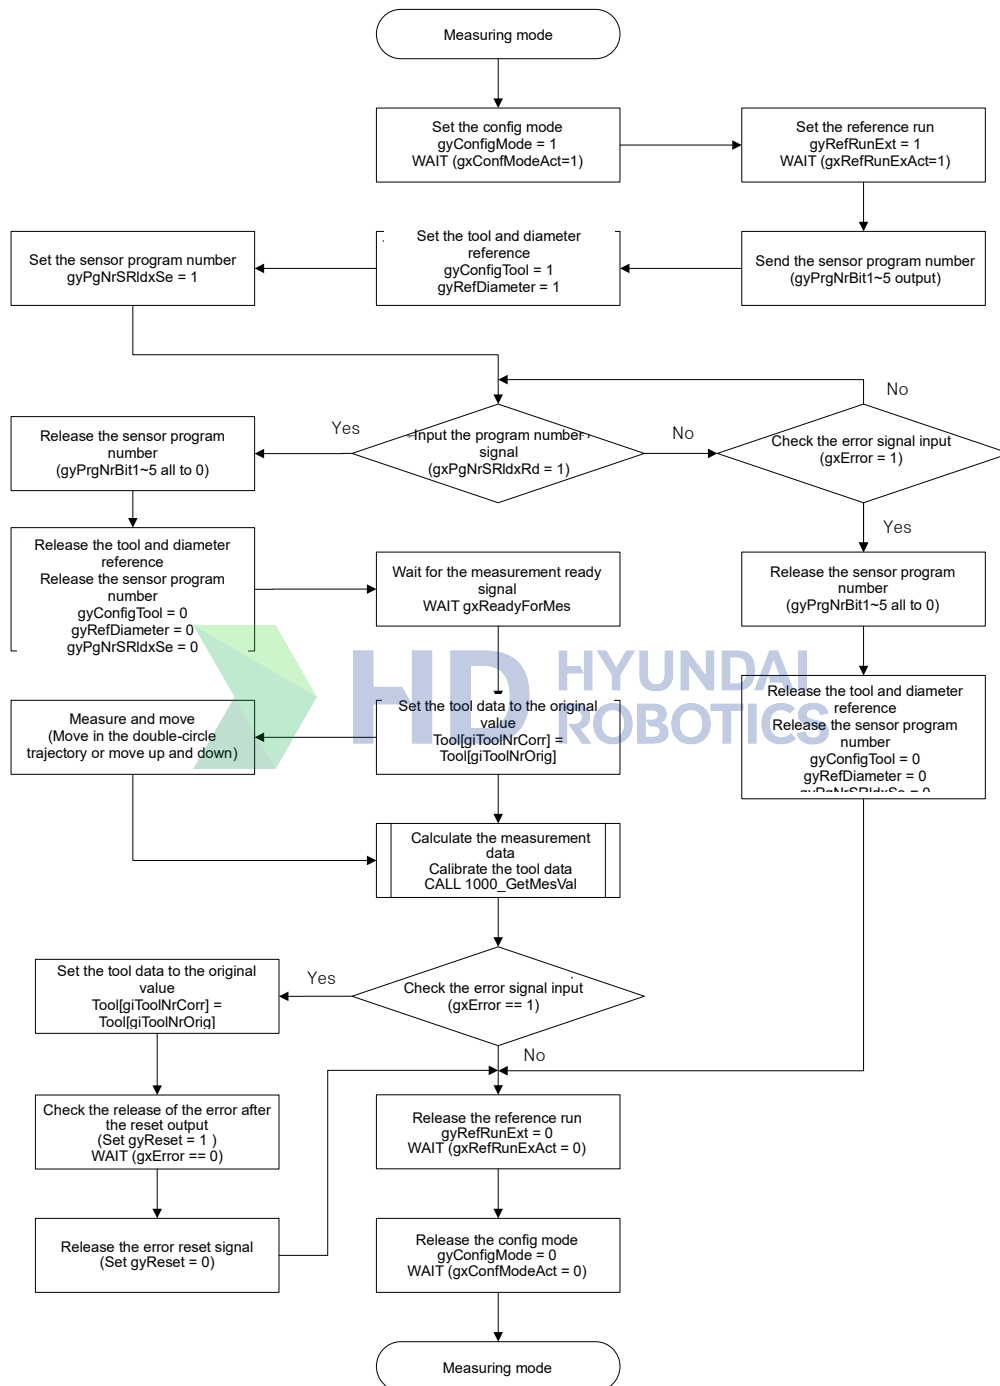 Measuring mode
Set the config mode
gyConfigMode = 1
WAIT (gxConfModeAct=1)
Set the reference run
gyRefRunExt = 1
WAIT (gxRefRunExAct=1)
Set the sensor program number
gyPgNrSRIdxSe = 1
Set the tool and diameter
reference
gyConfigTool = 1
gyRefDiameter = 1
Send the sensor program number
(gyPrgNrBit1~5 output)
No
Yes
Release the sensor program
number
(gyPrgNrBit1~5 all to 0)
Input the program number
signal
(gxPgNrSRIdxRd = 1)
No
Check the error signal input
(gxError = 1)
Yes
Release the tool and diameter
reference
Release the sensor program
number
gyConfigTool = 0
gyRefDiameter = 0
gyPgNrSRIdxSe = 0
Wait for the measurement ready
signal
WAIT gxReadyForMes
Release the sensor program
number
(gyPrgNrBit1~5 all to 0)
HD HYUNDAI
ROBOTICS
Measure and move
(Move in the double-circle
trajectory or move up and down)
Set the tool data to the original
value
Tool[giToolNrCorr] =
Tool[giToolNrOrig]
Release the tool and diameter
reference
Release the sensor program
number
gyConfigTool = 0
gyRefDiameter = 0
gyPgNrSRIdxSe = 0
Calculate the measurement
data
Calibrate the tool data
CALL 1000_GetMesVal
Set the tool data to the original
value
Tool[giToolNrCorr] =
Tool[giToolNrOrig]
Yes
Check the error signal input
(gxError == 1)
No
Check the release of the error after
the reset output
(Set gyReset = 1 )
WAIT (gxError == 0)
Release the reference run
gyRefRunExt = 0
WAIT (gxRefRunExAct = 0)
Release the error reset signal
(Set gyReset = 0)
Release the config mode
gyConfigMode = 0
WAIT (gxConfModeAct = 0)
Measuring mode